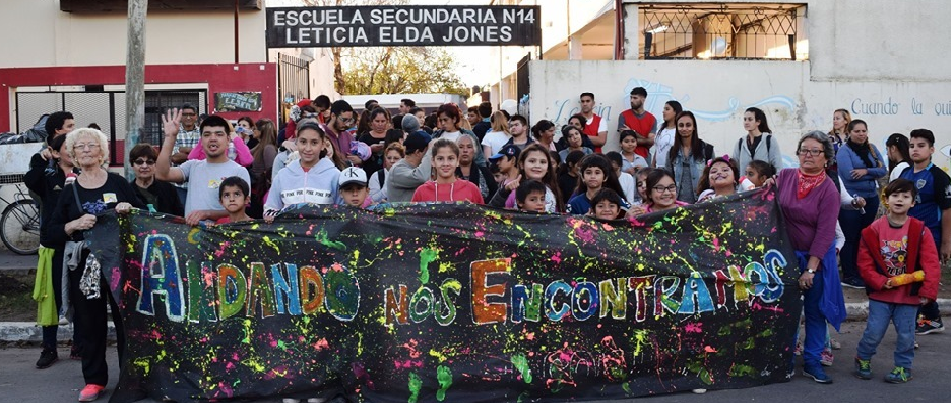 ESCUELA SECUNDARIA N14
LETICIA ELDA JONES
Cuando la
ANDANDO NOS ENCONTRAMOS